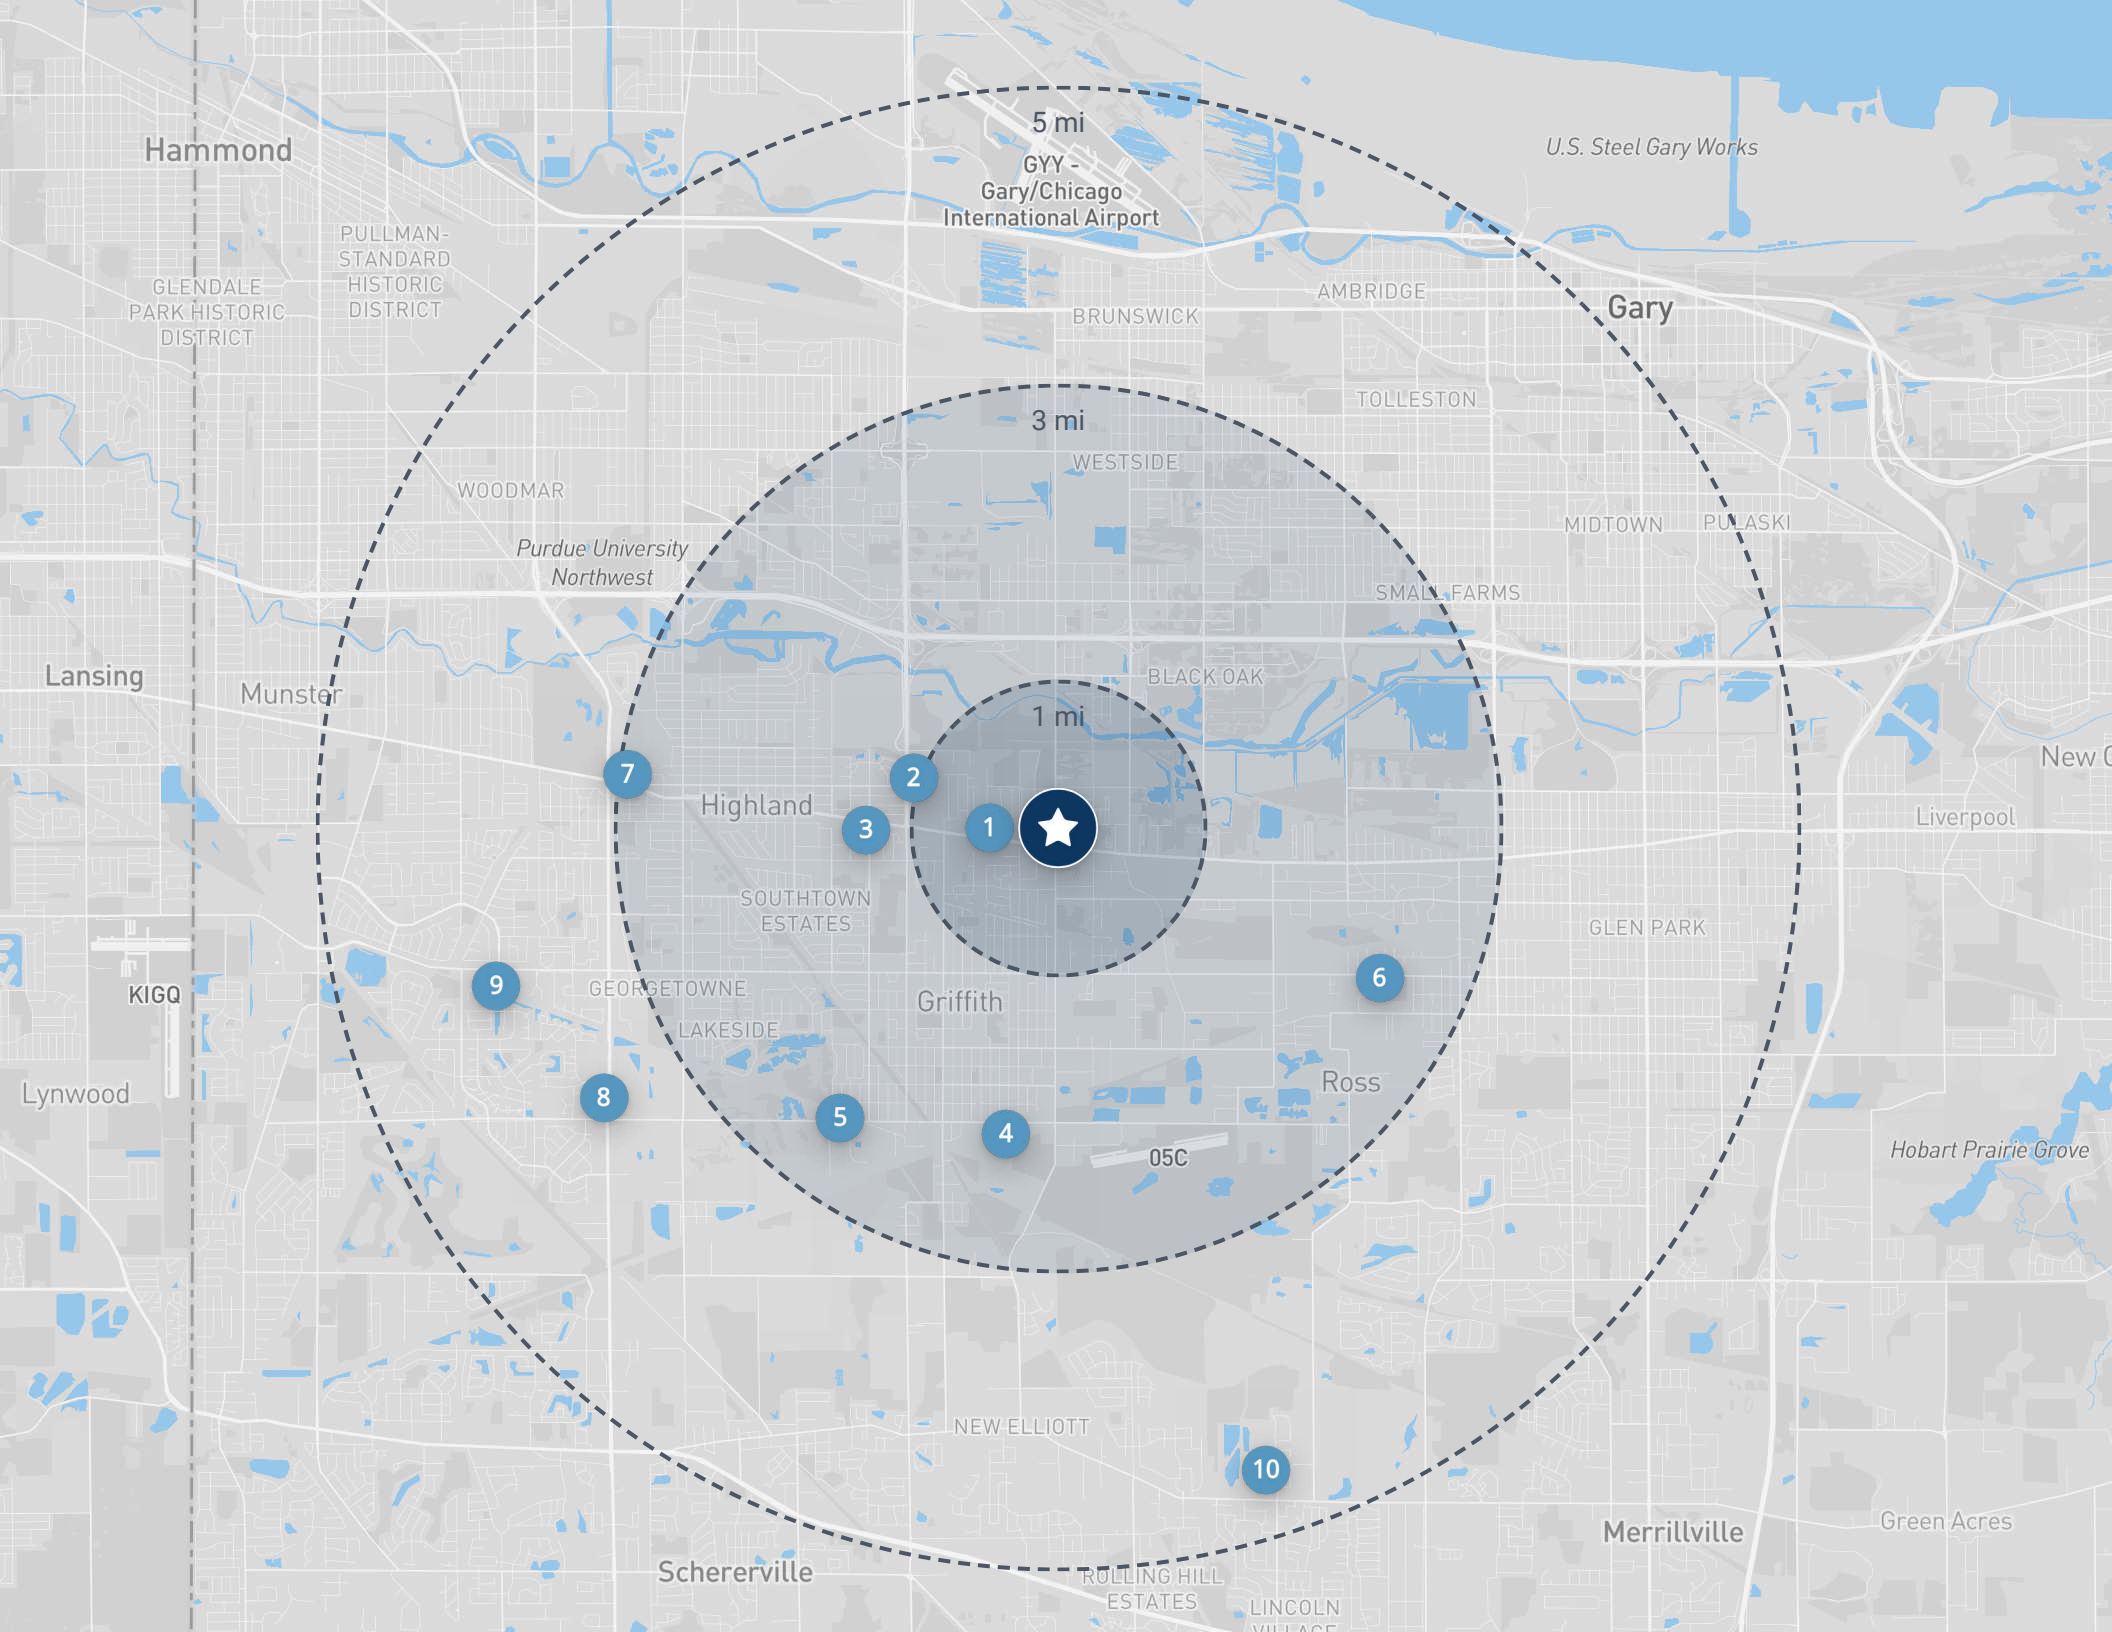 5 mi
Hammond
U.S. Steel Gary Works
GYY -
Gary/Chicago
International Airport
PULLMAN-
STANDARD
HISTORIC
DISTRICT
GLENDALE
PARK HISTORIC
DISTRICT
AMBRIDGE
Gary
BRUNSWICK
TOLLESTON
3 mi
WESTSIDE
WOODMAR
MIDTOWN
PULASKI
Purdue University
Northwest
SMALL FARMS
Lansing
Munster
BLACK OAK
1 mi
New C
7
2
Highland
3
1
Liverpool
SOUTHTOWN
ESTATES
GLEN PARK
9
KIGQ
GEORGETOWNE
Griffith
6
LAKESIDE
Lynwood
8
Ross
5
4
05C
Hobart Prairie Grove
NEW ELLIOTT
10
Merrillville
Green Acres
Schererville
ROLLING HILL
ESTATES
LINCOLN
VILLAGE